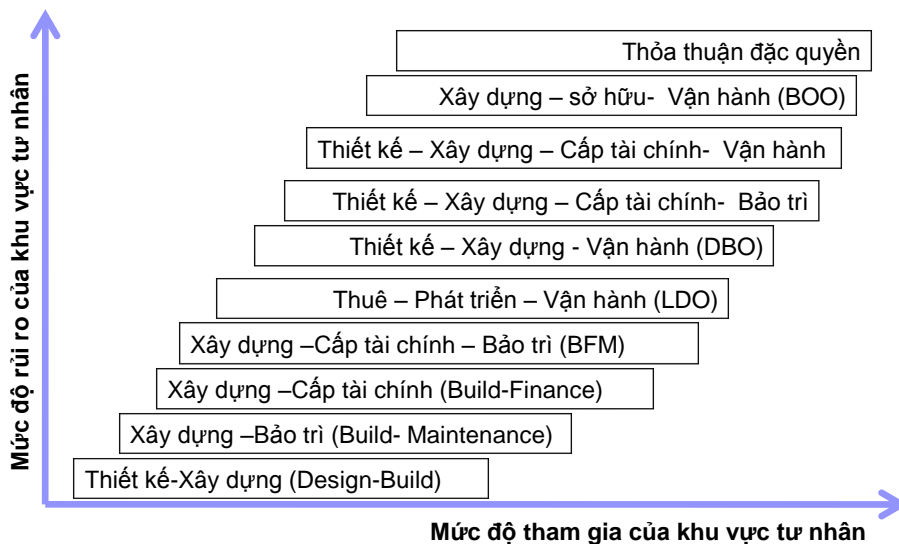 Thỏa thuận đặc quyền
Xây dựng – sở hữu- Vận hành (BOO)
Thiết kế – Xây dựng – Cấp tài chính- Vận hành
Thiết kế – Xây dựng – Cấp tài chính- Bảo trì
Thiết kế – Xây dựng - Vận hành (DBO)
Thuê – Phát triển – Vận hành (LDO)
Xây dựng –Cấp tài chính – Bảo trì (BFM)
Xây dựng –Cấp tài chính (Build-Finance)
Xây dựng –Bảo trì (Build- Maintenance)
Thiết kế-Xây dựng (Design-Build)
Mức độ rủi ro của khu vực tư nhân
Mức độ tham gia của khu vực tư nhân